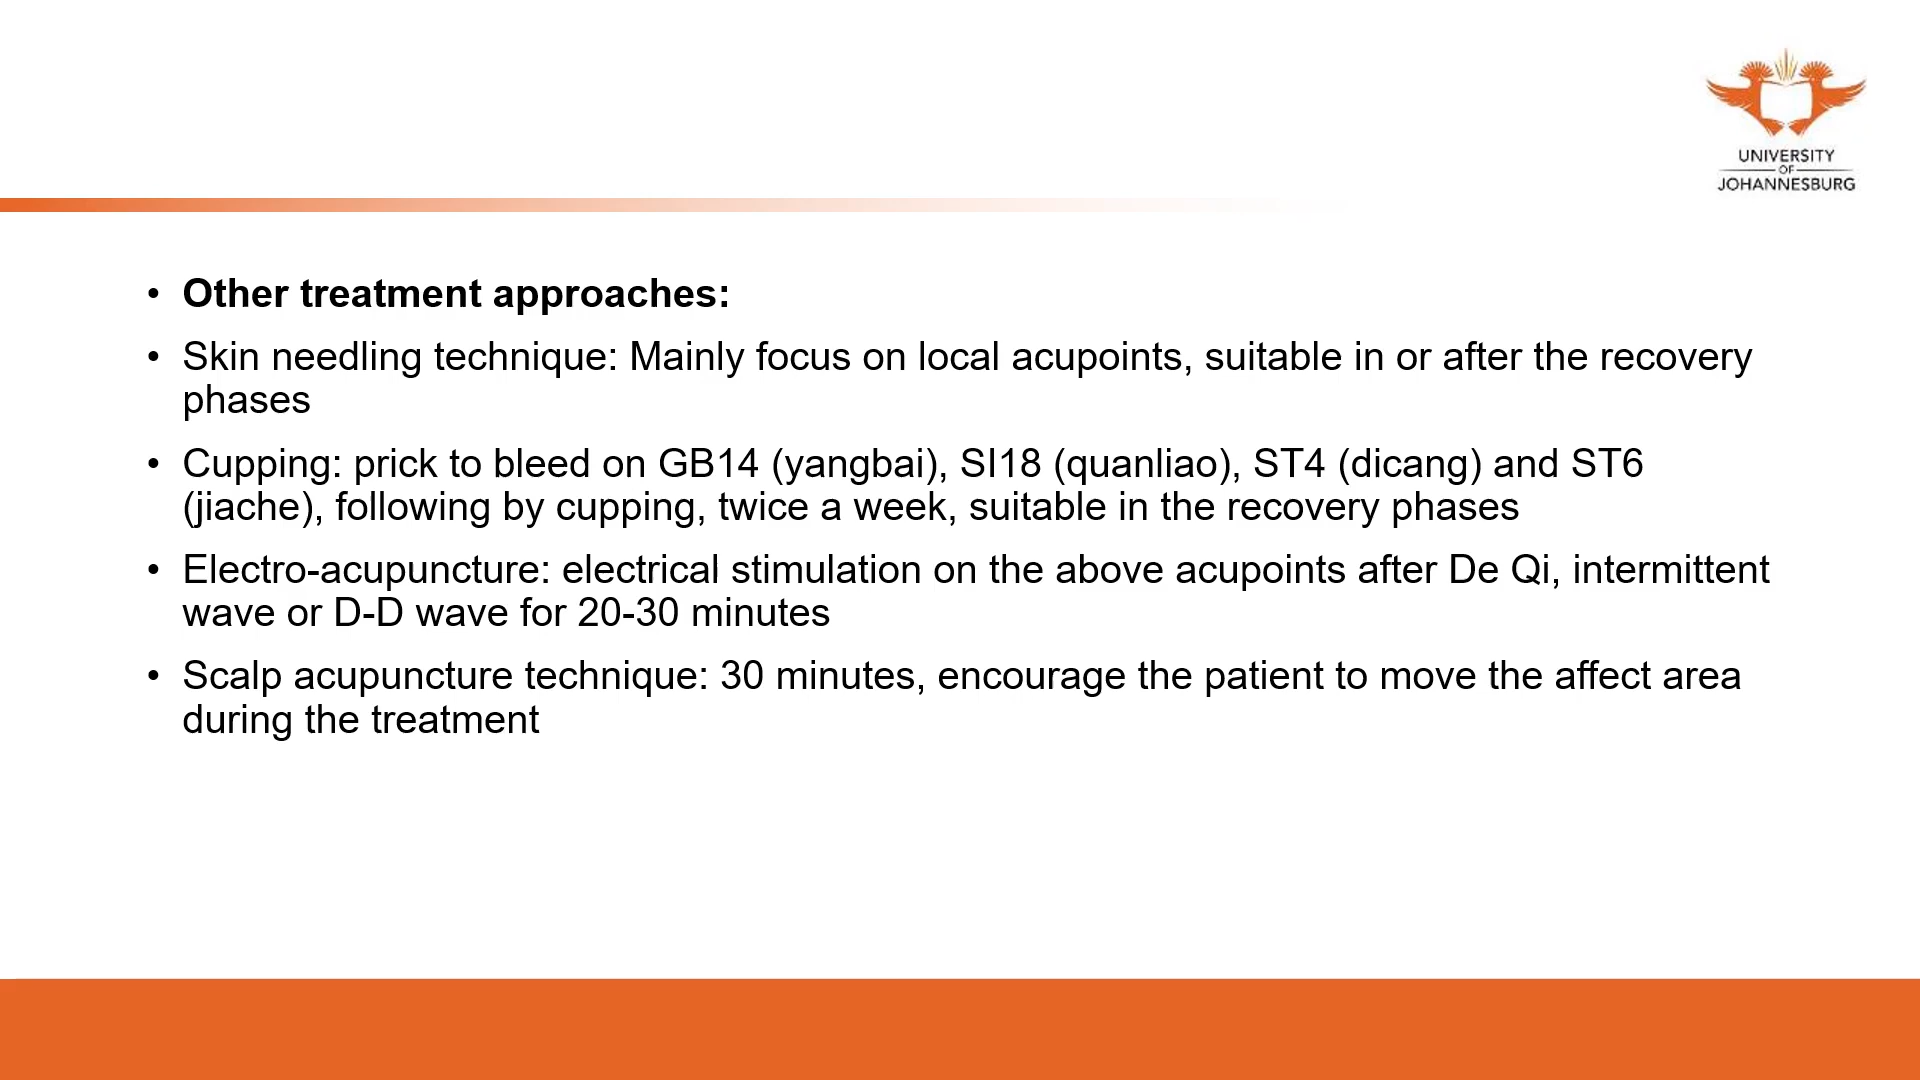 UNIVERSITY
OF
JOHANNESBURG
• Other treatment approaches:
• Skin needling technique: Mainly focus on local acupoints, suitable in or after the recovery
phases
• Cupping: prick to bleed on GB14 (yangbai), SI18 (quanliao), ST4 (dicang) and ST6
(jiache), following by cupping, twice a week, suitable in the recovery phases
• Electro-acupuncture: electrical stimulation on the above acupoints after De Qi, intermittent
wave or D-D wave for 20-30 minutes
• Scalp acupuncture technique: 30 minutes, encourage the patient to move the affect area
during the treatment